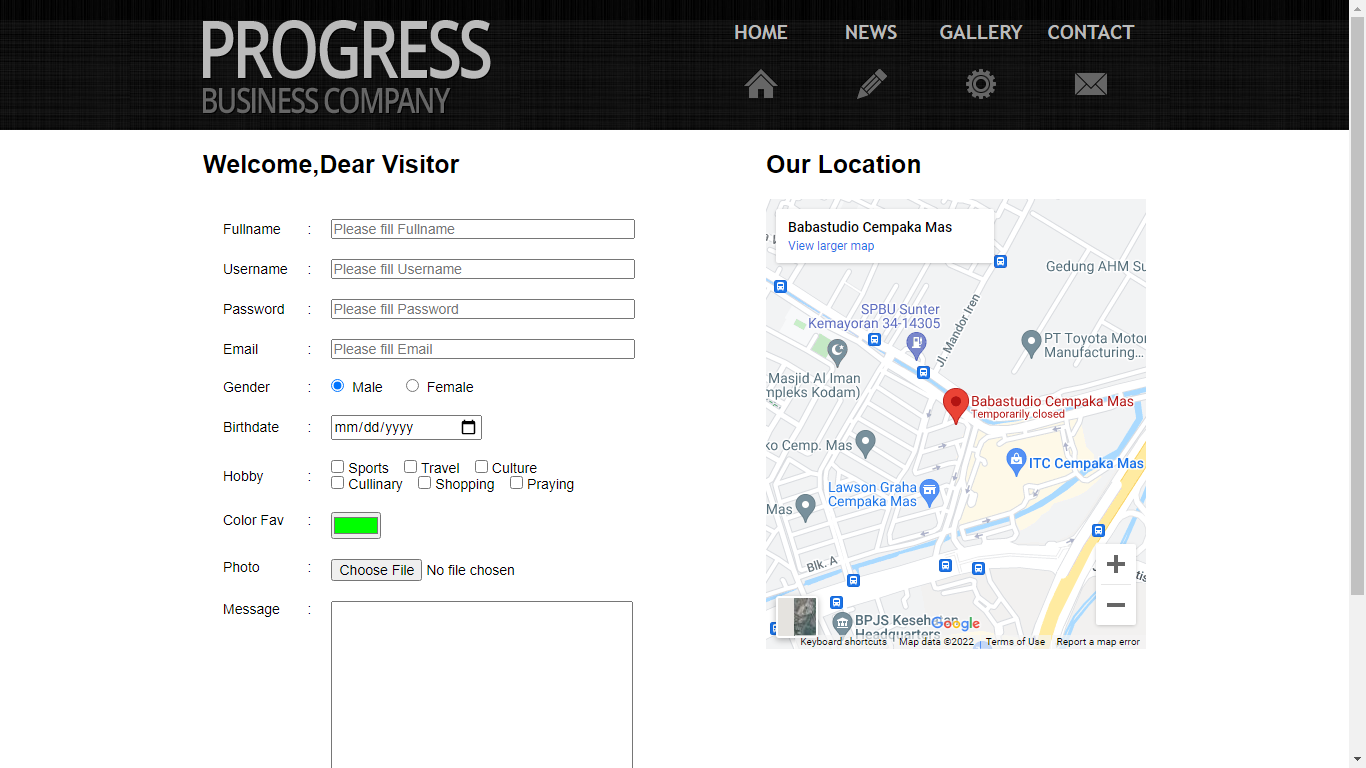 PROGRESS
BUSINESS COMPANY
HOME NEWS GALLERY CONTACT
Welcome,Dear Visitor
Fullname : Please fill Fullname
Username : Please fill Username
Password : Please fill Password
Email : Please fill Email
Gender : Male Female
Birthdate : mm/dd/yyyy
Hobby : Sports Travel Culture
Cullinary Shopping Praying
Color Fav :
Photo : Choose File No file chosen
Message :
Our Location
Babastudio Cempaka Mas
View larger map
Gedung AHM Su
SPBU Sunter
Kemayoran 34-14305
Jl. Mandor Iren
PT Toyota Motor
Manufacturing...
Masjid Al Iman
mpleks Kodam)
Babastudio Cempaka Mas
Temporarily closed
ko Cemp. Mas
ITC Cempaka Mas
Lawson Graha
Cempaka Mas
Mas
Blk. A
BPJS Kesehatan
Headquarters
Google
Keyboard shortcuts Map data ©2022 Terms of Use Report a map error